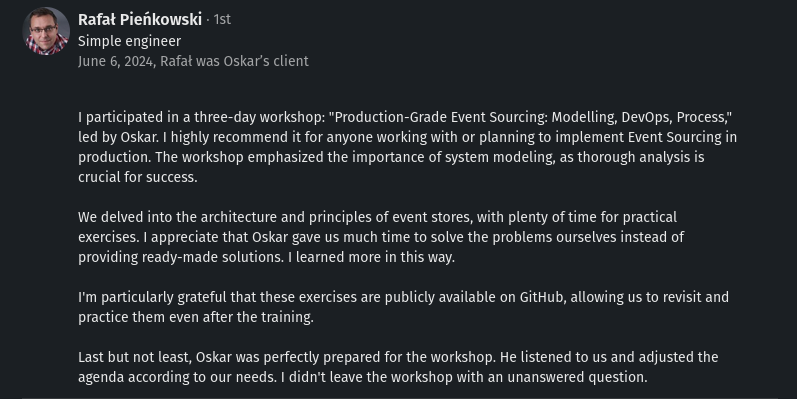 Rafał Pieńkowski · 1st
Simple engineer
June 6, 2024, Rafał was Oskar’s client
I participated in a three-day workshop: "Production-Grade Event Sourcing: Modelling, DevOps, Process,"
led by Oskar. I highly recommend it for anyone working with or planning to implement Event Sourcing in
production. The workshop emphasized the importance of system modeling, as thorough analysis is
crucial for success.
We delved into the architecture and principles of event stores, with plenty of time for practical
exercises. I appreciate that Oskar gave us much time to solve the problems ourselves instead of
providing ready-made solutions. I learned more in this way.
I'm particularly grateful that these exercises are publicly available on GitHub, allowing us to revisit and
practice them even after the training.
Last but not least, Oskar was perfectly prepared for the workshop. He listened to us and adjusted the
agenda according to our needs. I didn't leave the workshop with an unanswered question.